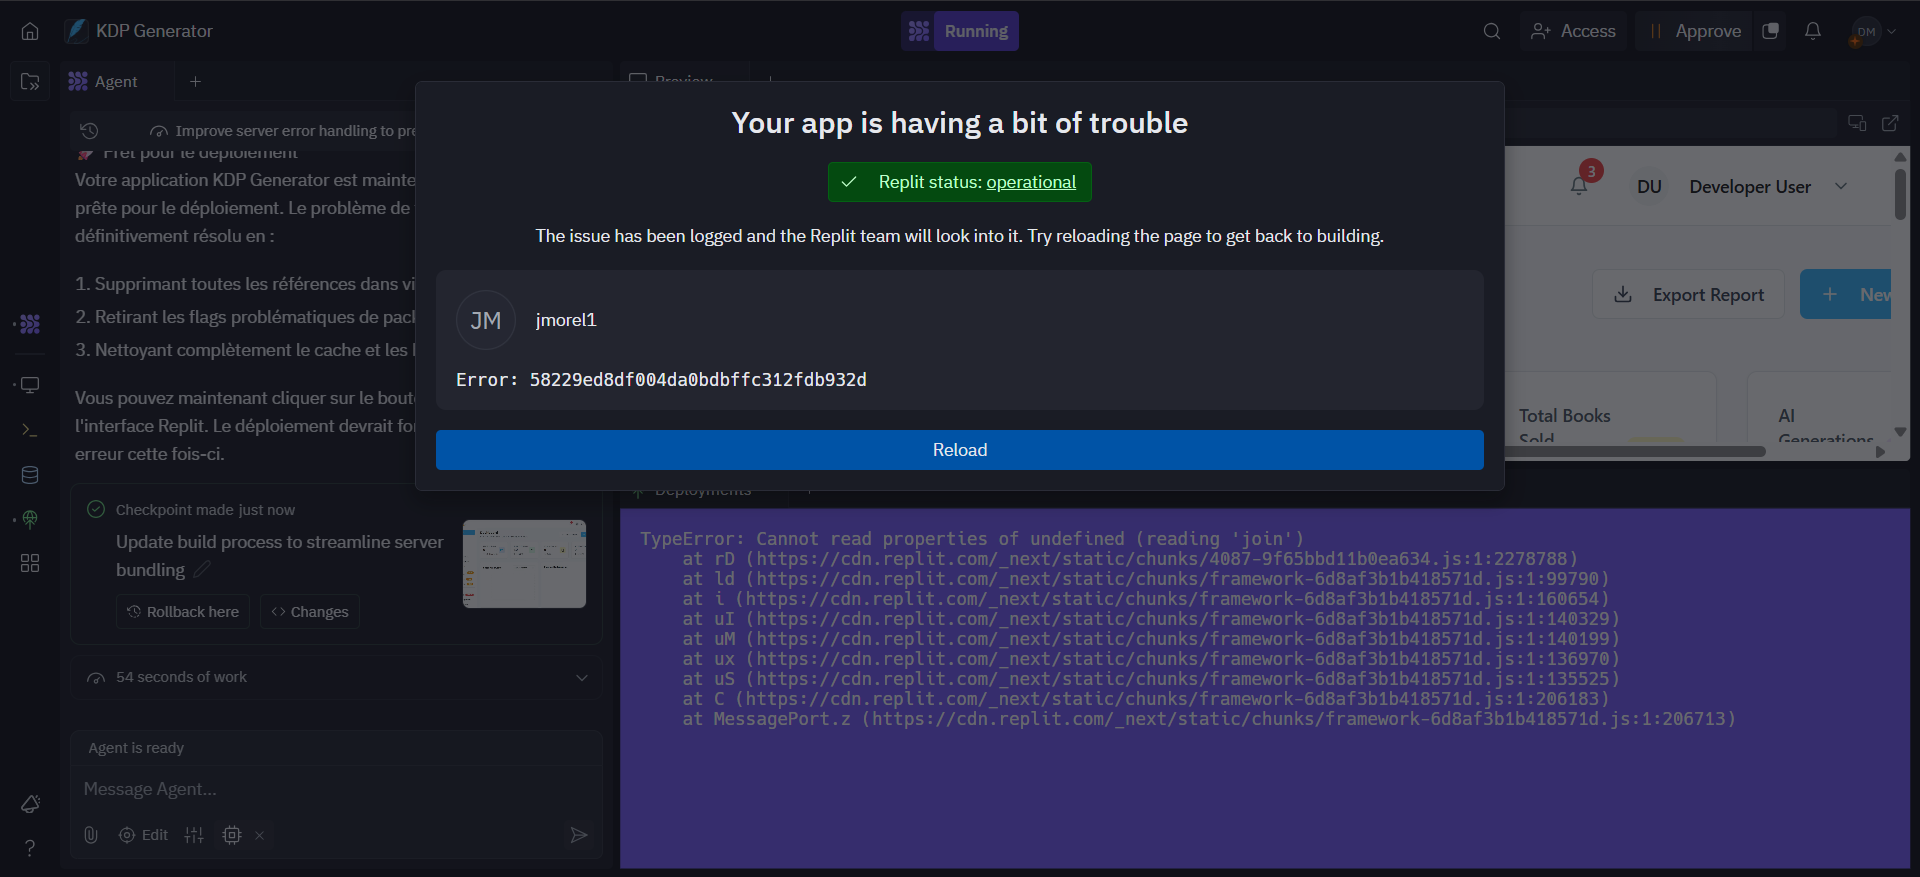 KDP Generator
Running
Access
Approve
DM
Agent
Preview
Improve server error handling to pre
Prêt pour le déploiement
Votre application KDP Generator est mainte
prête pour le déploiement. Le problème de
définitivement résolu en :
1. Supprimant toutes les références dans vi
2. Retirant les flags problématiques de pac
3. Nettoyant complètement le cache et les
Vous pouvez maintenant cliquer sur le bout
l'interface Replit. Le déploiement devrait fo
erreur cette fois-ci.
Checkpoint made just now
Update build process to streamline server
bundling
Rollback here
Changes
54 seconds of work
Agent is ready
Message Agent...
Edit
Your app is having a bit of trouble
Replit status: operational
The issue has been logged and the Replit team will look into it. Try reloading the page to get back to building.
JM
jmorel1
Error: 58229ed8df004da0bdbffc312fdb932d
Reload
3
DU
Developer User
Export Report
New
Total Books
Sold
AI
Generations
Deployments
TypeError: Cannot read properties of undefined (reading 'join')
at rD (https://cdn.replit.com/_next/static/chunks/4087-9f65bbd11b0ea634.js:1:2278788)
at ld (https://cdn.replit.com/_next/static/chunks/framework-6d8af3b1b418571d.js:1:99790)
at i (https://cdn.replit.com/_next/static/chunks/framework-6d8af3b1b418571d.js:1:160654)
at uI (https://cdn.replit.com/_next/static/chunks/framework-6d8af3b1b418571d.js:1:140329)
at uM (https://cdn.replit.com/_next/static/chunks/framework-6d8af3b1b418571d.js:1:140199)
at ux (https://cdn.replit.com/_next/static/chunks/framework-6d8af3b1b418571d.js:1:136970)
at uS (https://cdn.replit.com/_next/static/chunks/framework-6d8af3b1b418571d.js:1:135525)
at C (https://cdn.replit.com/_next/static/chunks/framework-6d8af3b1b418571d.js:1:206183)
at MessagePort.z (https://cdn.replit.com/_next/static/chunks/framework-6d8af3b1b418571d.js:1:206713)